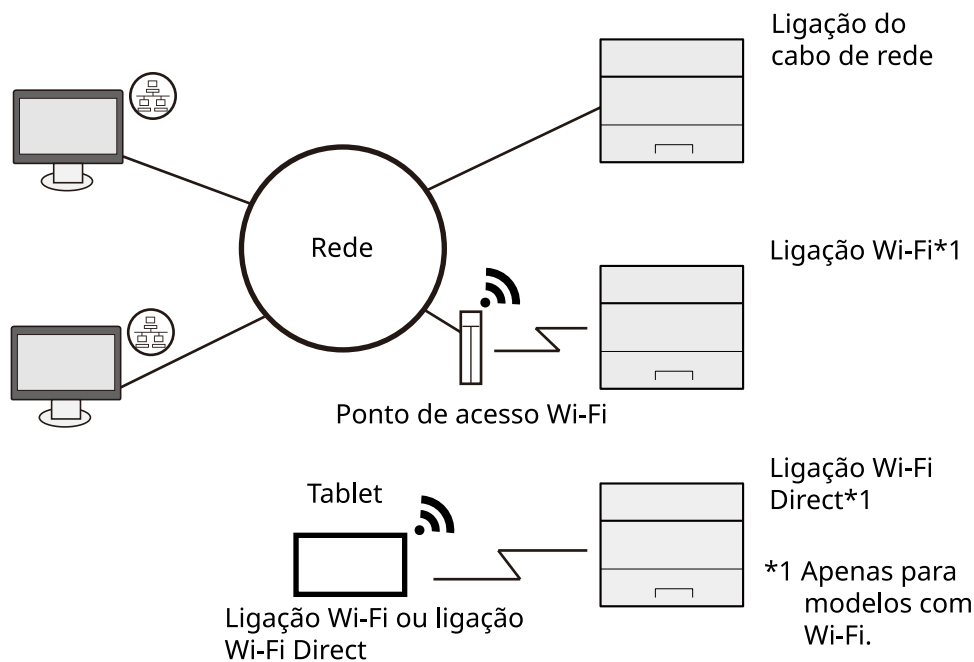 Ligação do
cabo de rede
Rede
Ligação Wi-Fi*1
Ponto de acesso Wi-Fi
Ligação Wi-Fi
Direct*1
Tablet
*1 Apenas para
modelos com
Wi-Fi.
Ligação Wi-Fi ou ligação
Wi-Fi Direct